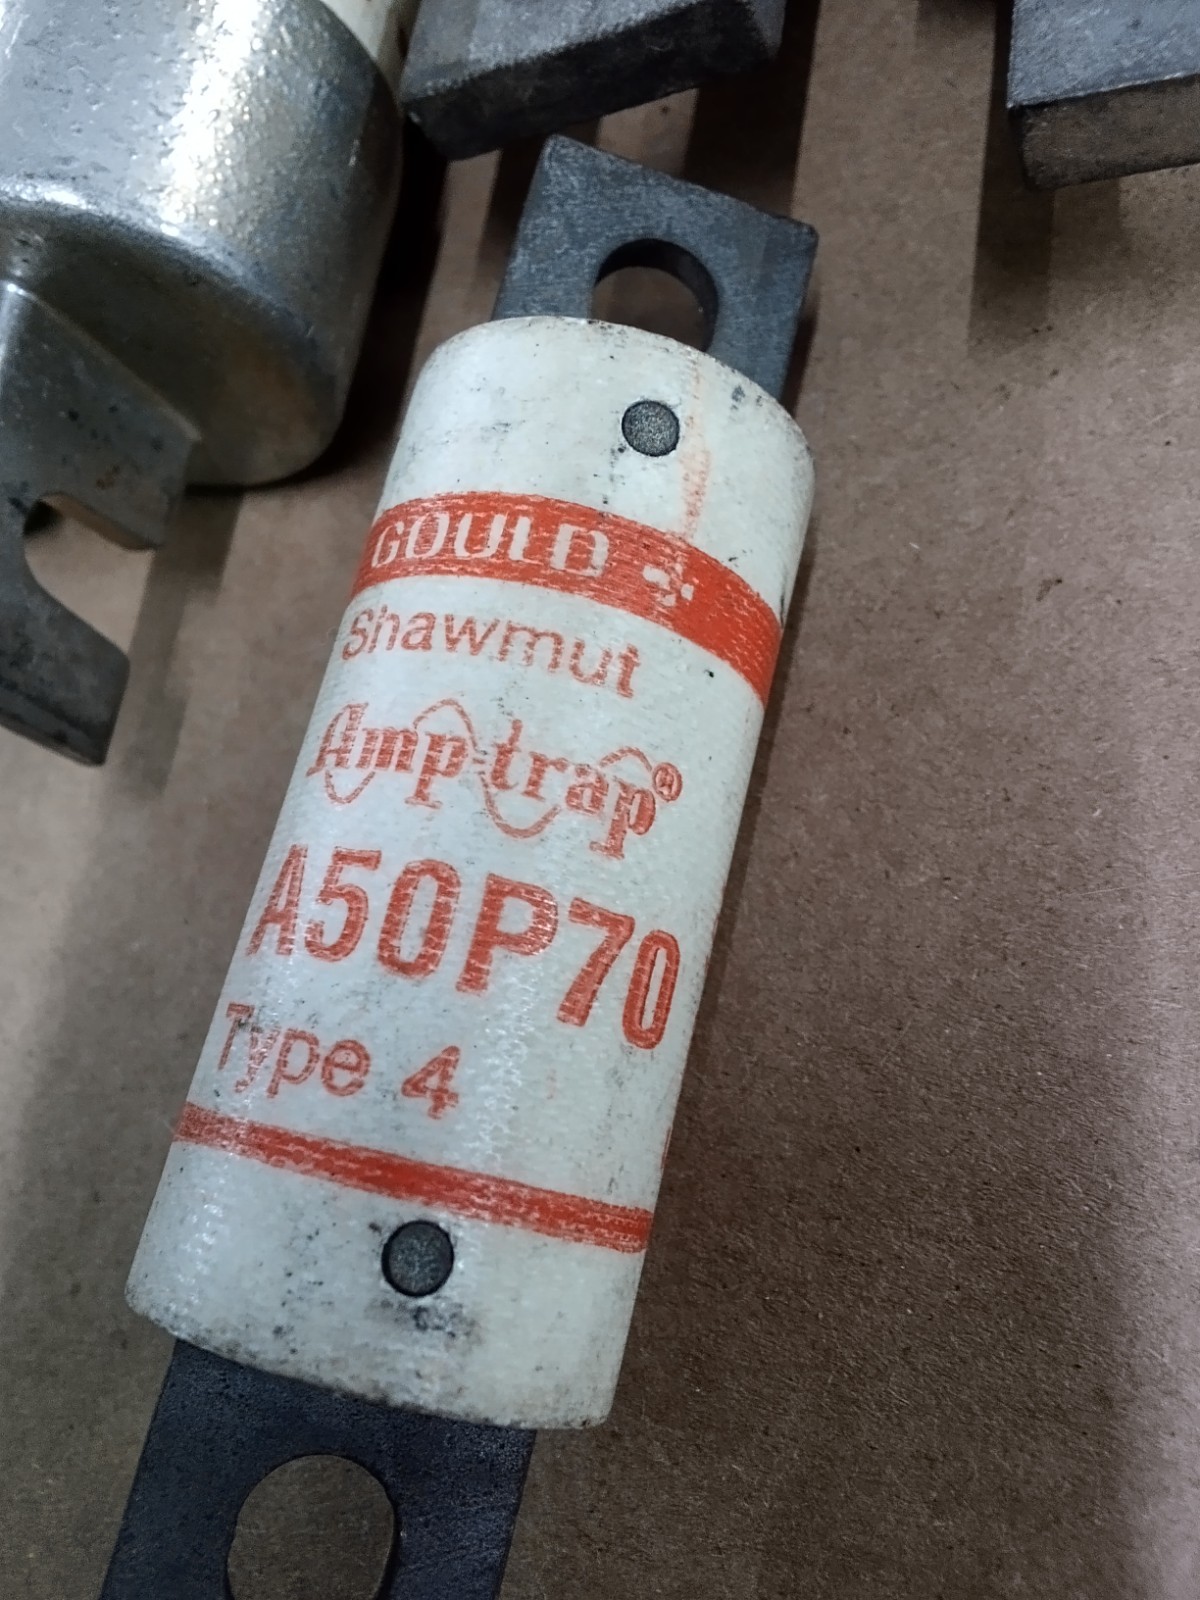 GOULD
Shawmut
Amp-trap®
A50P70
Type 4